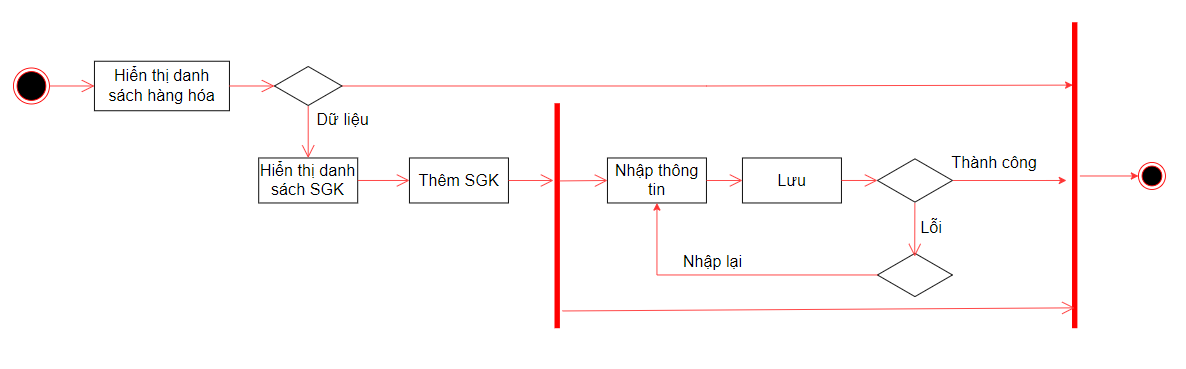 Hiển thị danh
sách hàng hóa
Dữ liệu
Hiển thị danh
sách SGK
Thêm SGK
Nhập thông
tin
Lưu
Thành công
Lỗi
Nhập lại